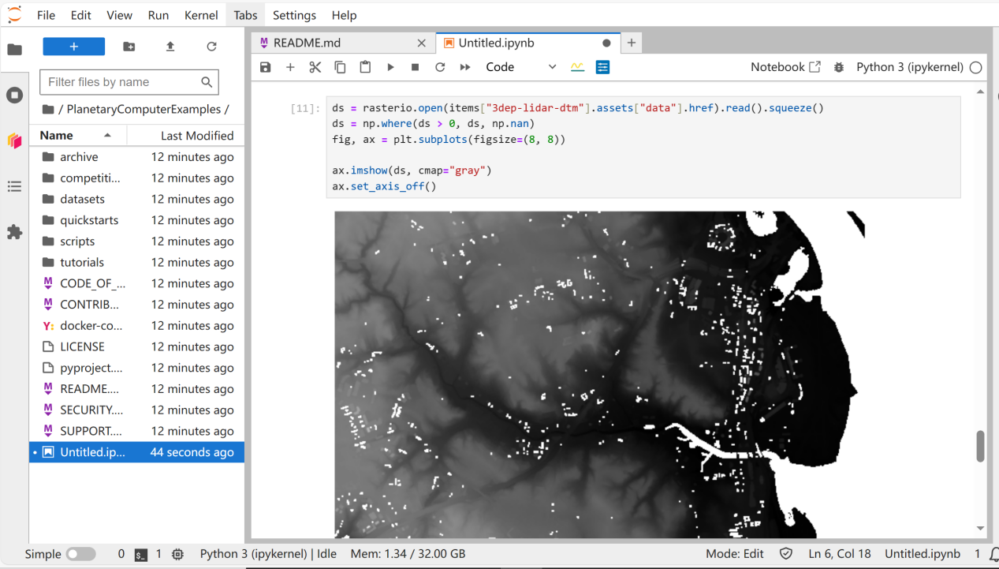 File Edit View Run Kernel Tabs Settings Help
README.md
Untitled.ipynb
Code
Notebook
Python 3 (ipykernel)
Filter files by name
/ PlanetaryComputerExamples /
Name Last Modified
archive 12 minutes ago
competiti... 12 minutes ago
datasets 12 minutes ago
quickstarts 12 minutes ago
scripts 12 minutes ago
tutorials 12 minutes ago
CODE_OF_... 12 minutes ago
CONTRIB... 12 minutes ago
docker-co... 12 minutes ago
LICENSE 12 minutes ago
pyproject.... 12 minutes ago
README.... 12 minutes ago
SECURITY.... 12 minutes ago
SUPPORT.... 12 minutes ago
Untitled.ip... 44 seconds ago
[11]:
ds = rasterio.open(items["3dep-lidar-dtm"].assets["data"].href).read().squeeze()
ds = np.where(ds > 0, ds, np.nan)
fig, ax = plt.subplots(figsize=(8, 8))
ax.imshow(ds, cmap="gray")
ax.set_axis_off()
Simple 0 1 Python 3 (ipykernel) | Idle Mem: 1.34 / 32.00 GB Mode: Edit Ln 6, Col 18 Untitled.ipynb 1